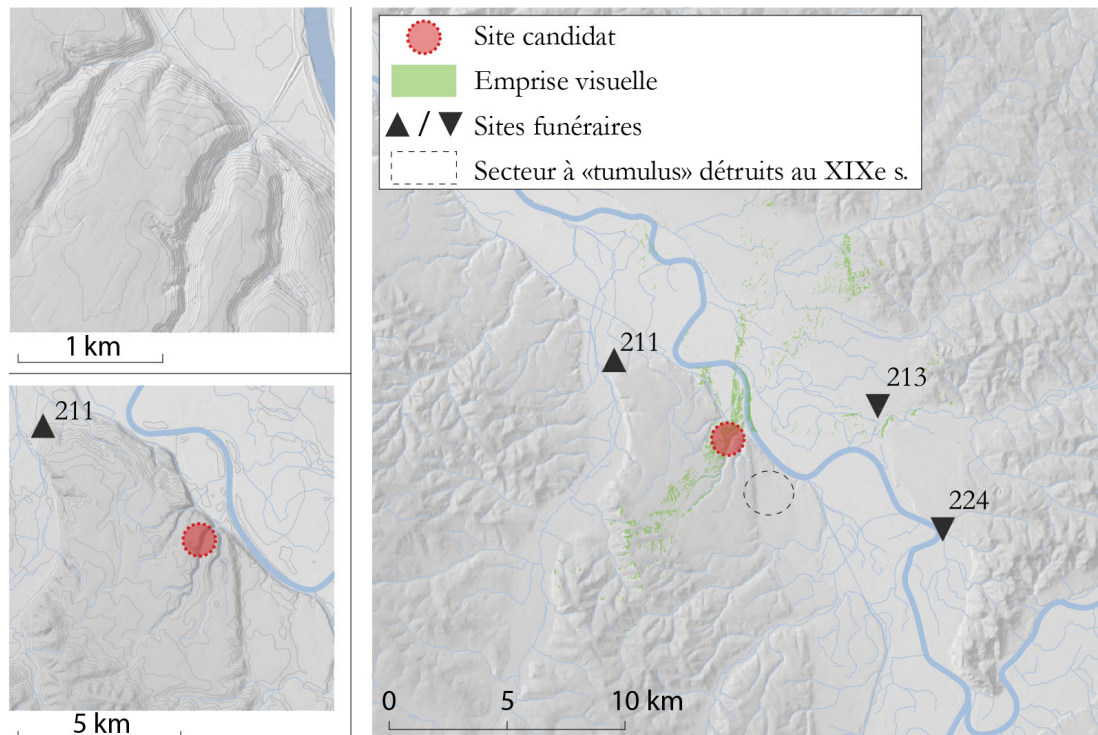 1 km
211
5 km
Site candidat
Emprise visuelle
/
Sites funéraires
Secteur à «tumulus» détruits au XIXe s.
211
213
224
0 5 10 km